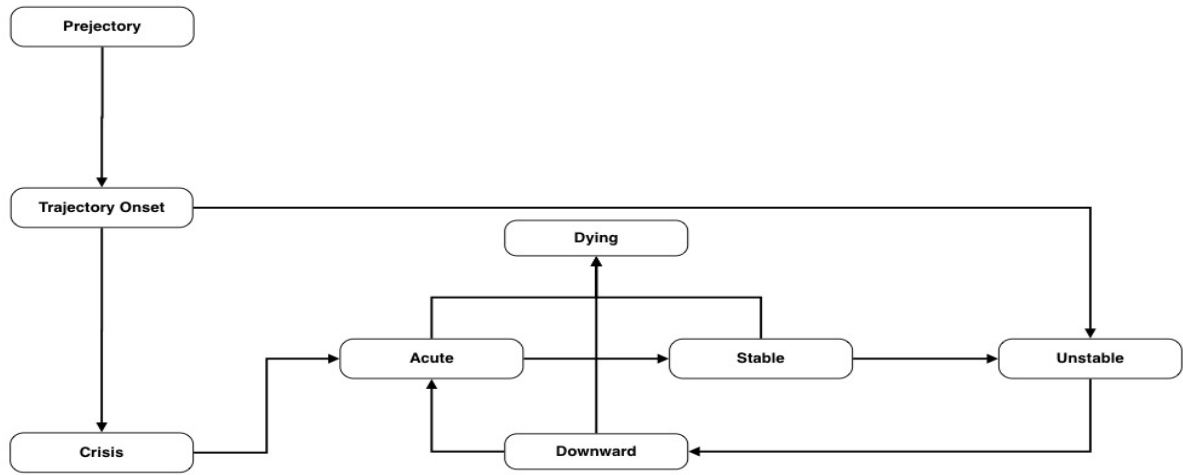 Prejectory
Trajectory Onset
Dying
Acute
Stable
Unstable
Crisis
Downward